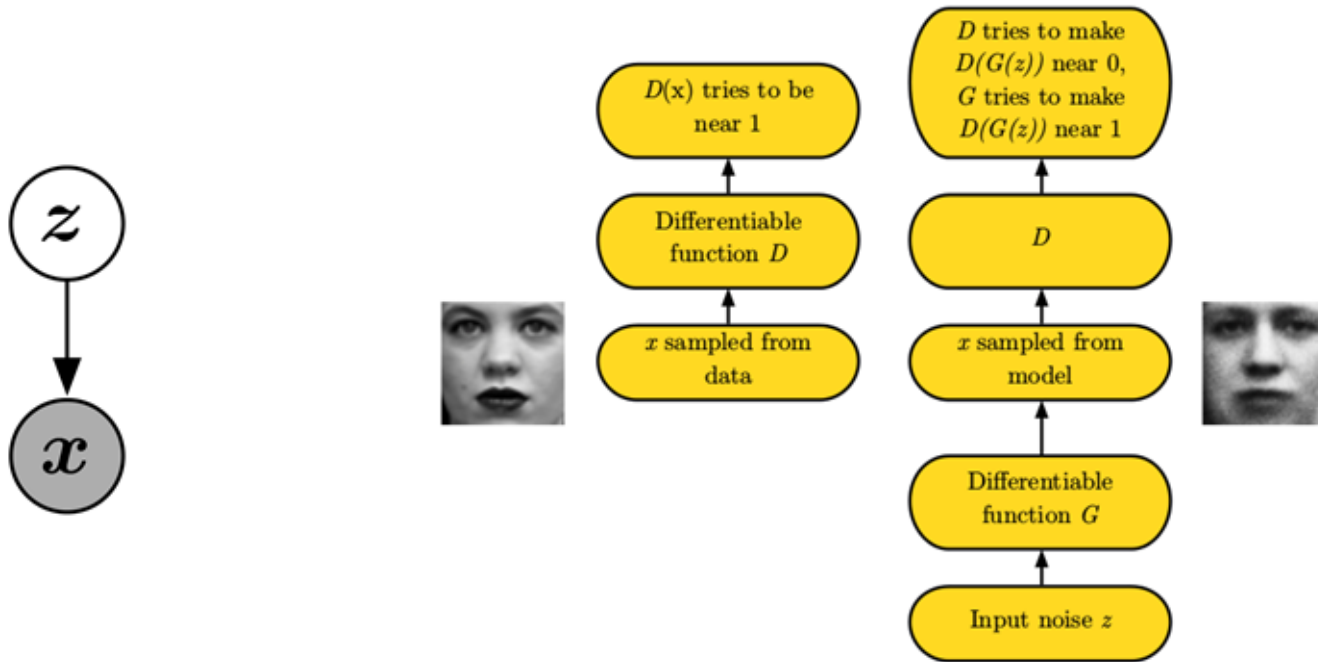 z
x
D(x) tries to be
near 1
Differentiable
function D
x sampled from
data
D tries to make
D(G(z)) near 0,
G tries to make
D(G(z)) near 1
D
x sampled from
model
Differentiable
function G
Input noise z